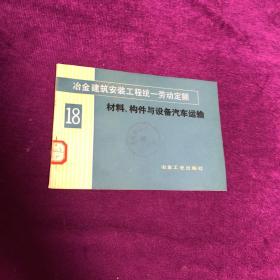 冶金建筑安装工程统一劳动定额
18
材料、构件与设备汽车运输
冶金工业出版社